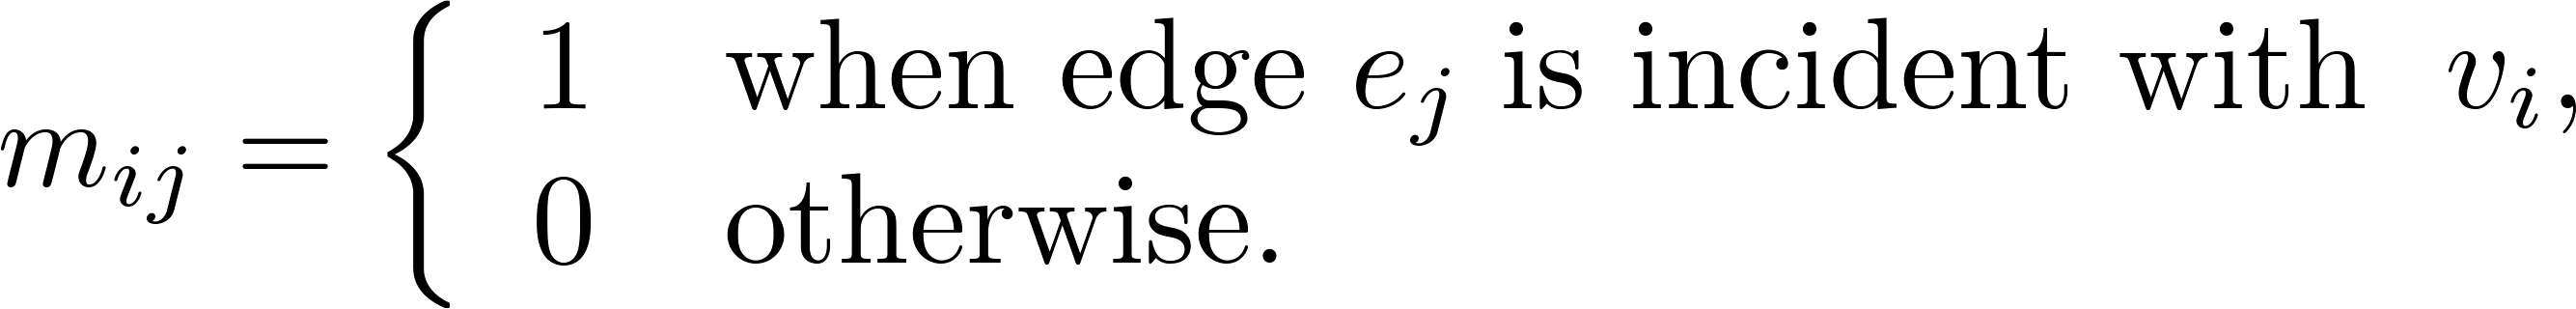 m_{ij} = { 1 when edge e_j is incident with v_i,
0 otherwise.